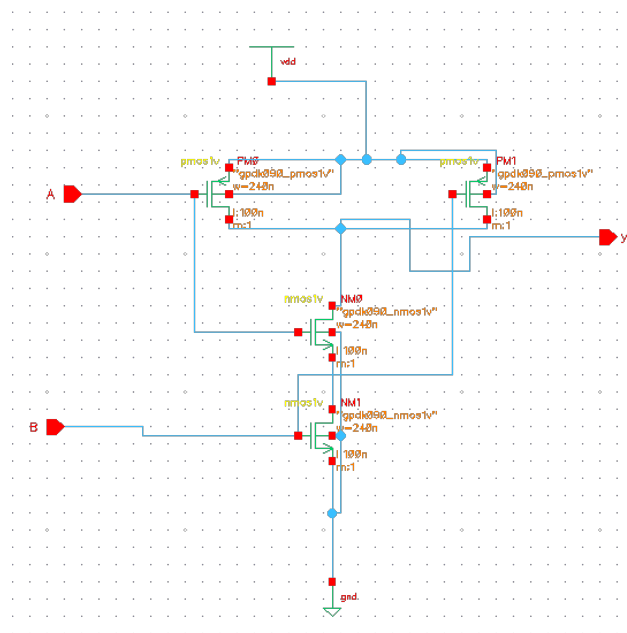 vdd
pmos1v PM0
"gpdk090_pmos1v"
w=240n
l:100n
m:1
pmos1v PM1
"gpdk090_pmos1v"
w=240n
l:100n
m:1
A
y
nmos1v NM0
"gpdk090_nmos1v"
w=240n
l:100n
m:1
nmos1v NM1
"gpdk090_nmos1v"
w=240n
l:100n
m:1
B
gnd